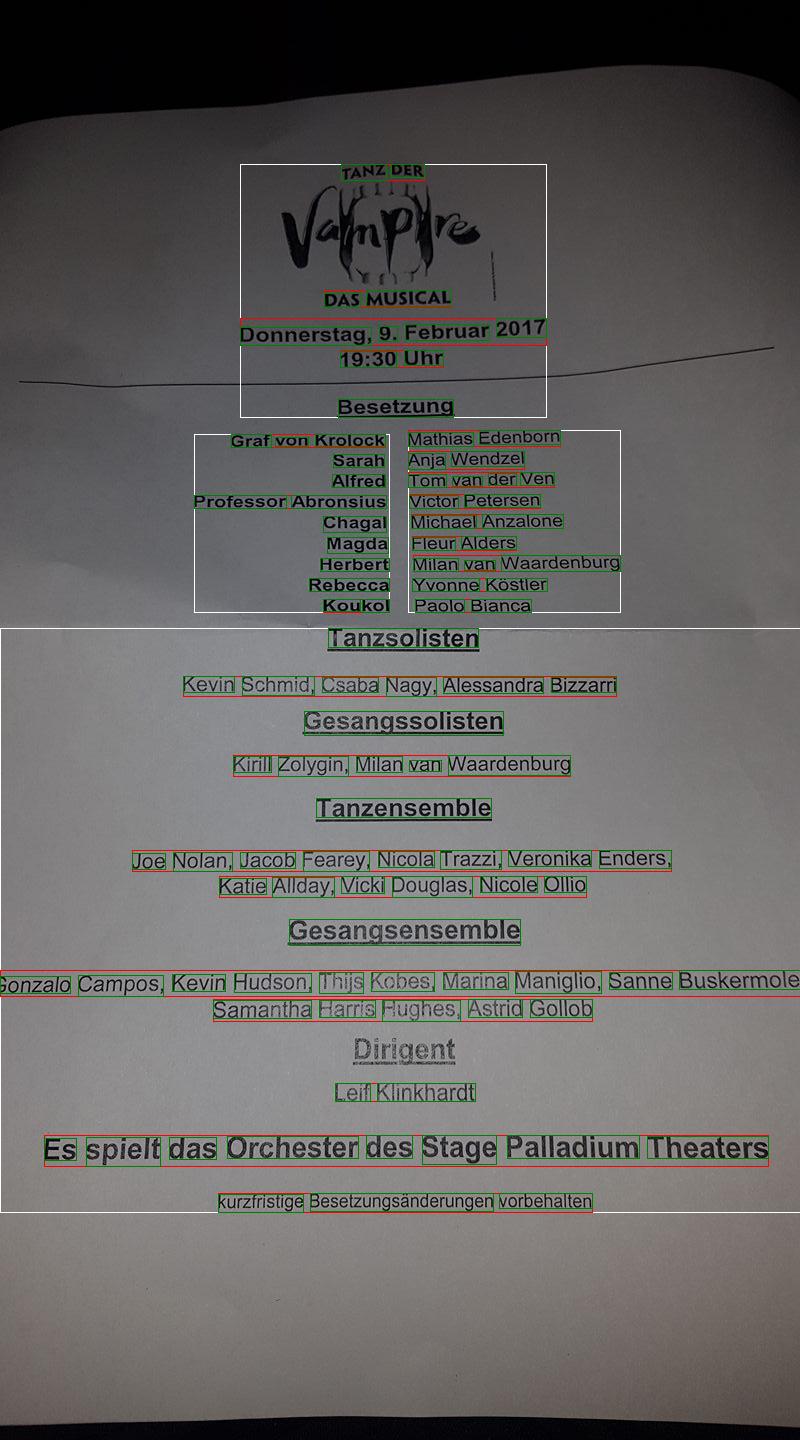 TANZ DER
Vampire
DAS MUSICAL
Donnerstag, 9. Februar 2017
19:30 Uhr
Besetzung
Graf von Krolock Mathias Edenborn
Sarah Anja Wendzel
Alfred Tom van der Ven
Professor Abronsius Victor Petersen
Chagal Michael Anzalone
Magda Fleur Alders
Herbert Milan van Waardenburg
Rebecca Yvonne Köstler
Koukol Paolo Bianca
Tanzsolisten
Kevin Schmid, Csaba Nagy, Alessandra Bizzarri
Gesangssolisten
Kirill Zolygin, Milan van Waardenburg
Tanzensemble
Joe Nolan, Jacob Fearey, Nicola Trazzi, Veronika Enders,
Katie Allday, Vicki Douglas, Nicole Ollio
Gesangsensemble
Gonzalo Campos, Kevin Hudson, Thijs Kobes, Marina Maniglio, Sanne Buskermole
Samantha Harris Hughes, Astrid Gollob
Dirigent
Leif Klinkhardt
Es spielt das Orchester des Stage Palladium Theaters
kurzfristige Besetzungsänderungen vorbehalten